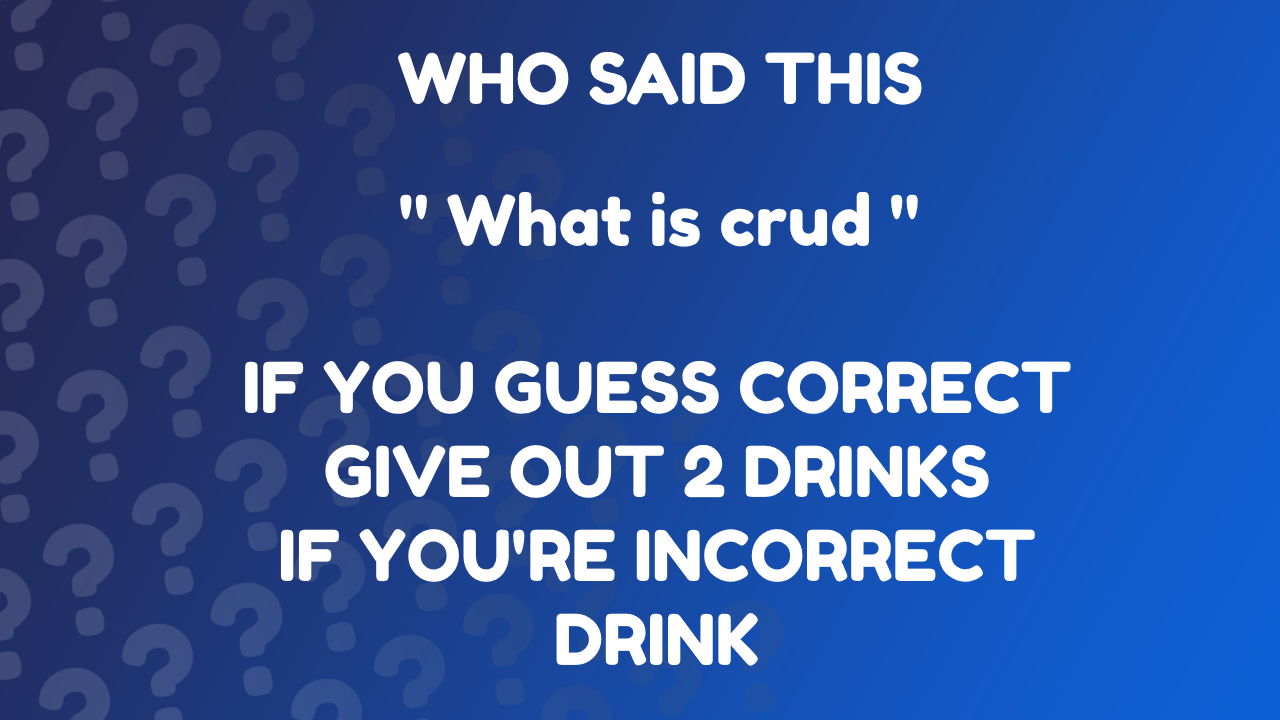 WHO SAID THIS
" What is crud "
IF YOU GUESS CORRECT
GIVE OUT 2 DRINKS
IF YOU'RE INCORRECT
DRINK